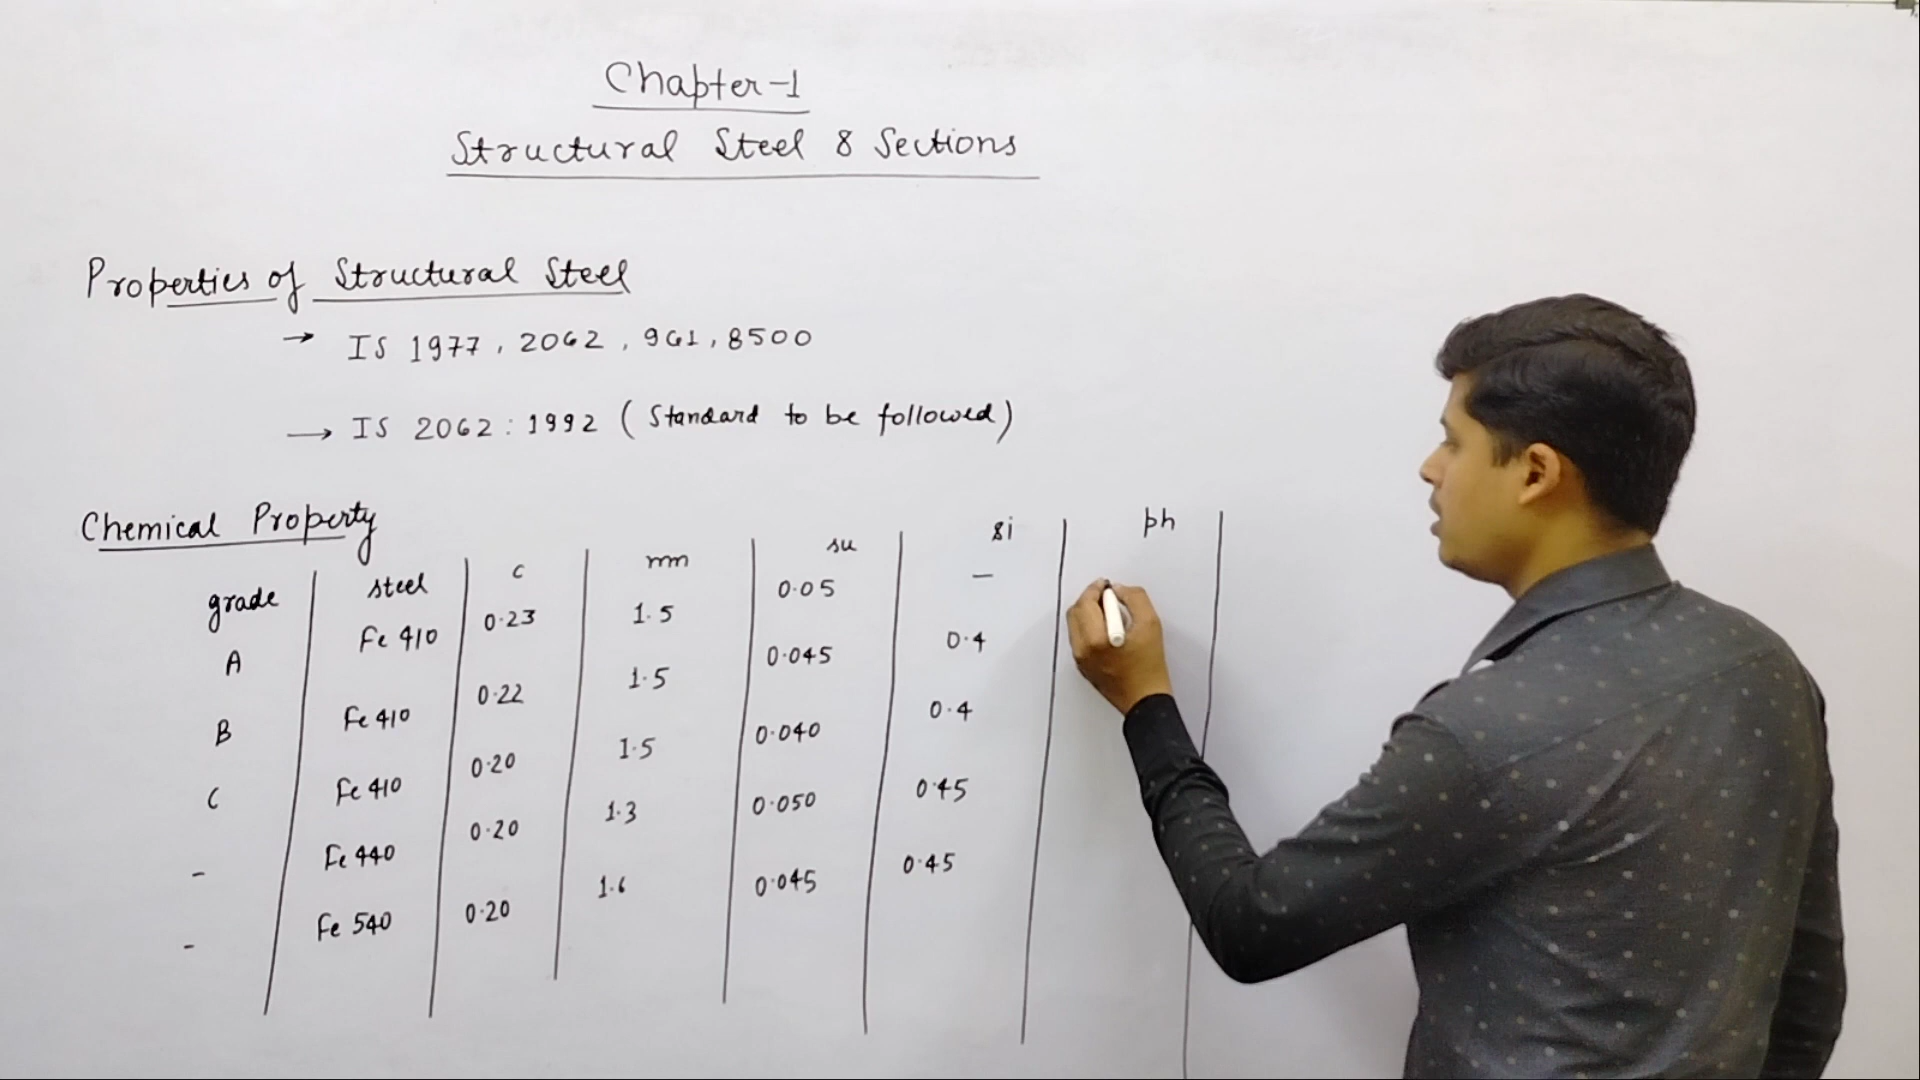 Chapter-1
Structural Steel & Sections
Properties of Structural Steel
→ IS 1977, 2062, 961, 8500
→ IS 2062:1992 (Standard to be followed)
Chemical Property
grade steel c mn su si ph
A Fe 410 0.23 1.5 0.05 –
B Fe 410 0.22 1.5 0.045 0.4
C Fe 410 0.20 1.5 0.040 0.4
- Fe 440 0.20 1.3 0.050 0.45
- Fe 540 0.20 1.6 0.045 0.45